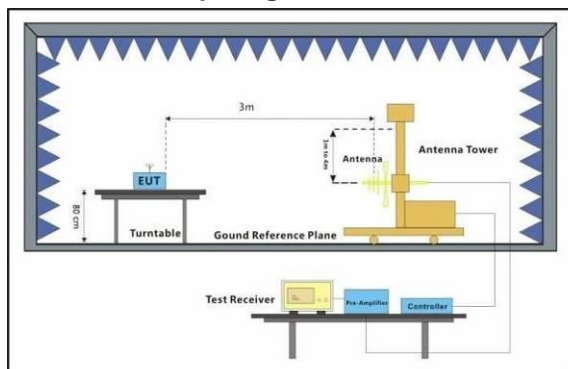 3m
1m to 4m
Antenna
Antenna Tower
EUT
80 cm
Turntable
Gound Reference Plane
Test Receiver
Pre-Amplifier
Controller